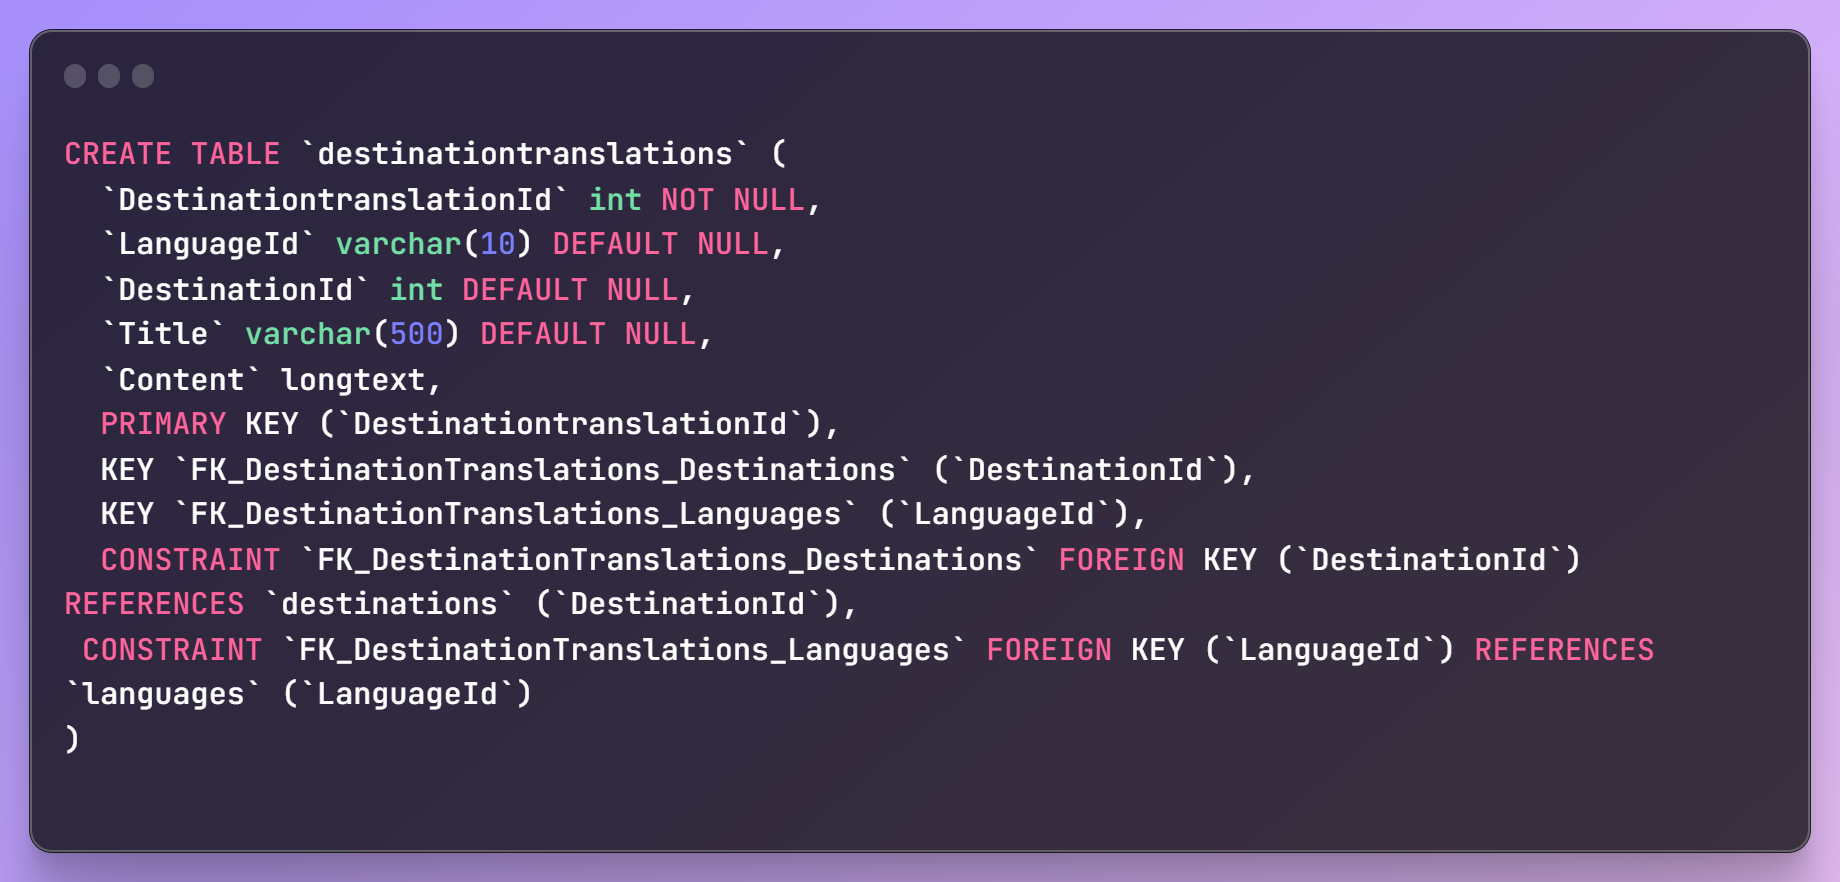 CREATE TABLE `destinationtranslations` (
  `DestinationtranslationId` int NOT NULL,
  `LanguageId` varchar(10) DEFAULT NULL,
  `DestinationId` int DEFAULT NULL,
  `Title` varchar(500) DEFAULT NULL,
  `Content` longtext,
  PRIMARY KEY (`DestinationtranslationId`),
  KEY `FK_DestinationTranslations_Destinations` (`DestinationId`),
  KEY `FK_DestinationTranslations_Languages` (`LanguageId`),
  CONSTRAINT `FK_DestinationTranslations_Destinations` FOREIGN KEY (`DestinationId`)
REFERENCES `destinations` (`DestinationId`),
 CONSTRAINT `FK_DestinationTranslations_Languages` FOREIGN KEY (`LanguageId`) REFERENCES
`languages` (`LanguageId`)
)